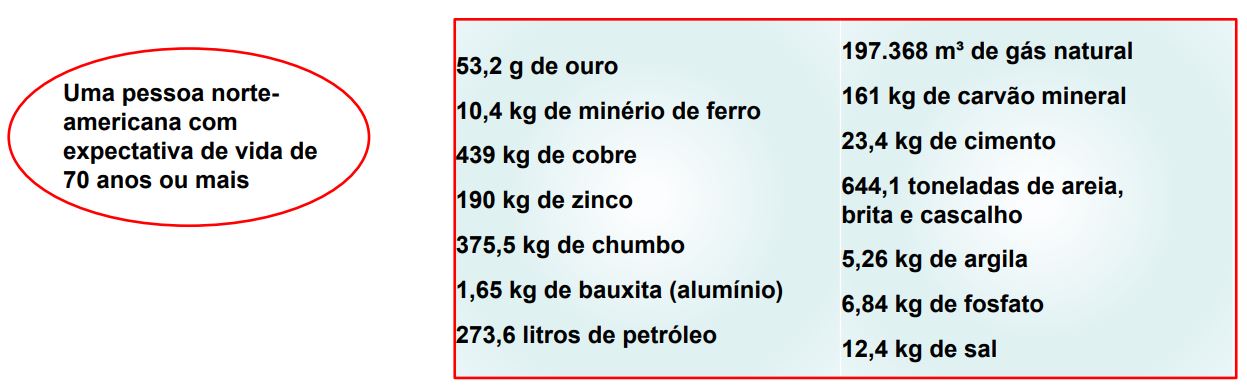 Uma pessoa norte-
americana com
expectativa de vida de
70 anos ou mais
53,2 g de ouro
10,4 kg de minério de ferro
439 kg de cobre
190 kg de zinco
375,5 kg de chumbo
1,65 kg de bauxita (alumínio)
273,6 litros de petróleo
197.368 m³ de gás natural
161 kg de carvão mineral
23,4 kg de cimento
644,1 toneladas de areia,
brita e cascalho
5,26 kg de argila
6,84 kg de fosfato
12,4 kg de sal